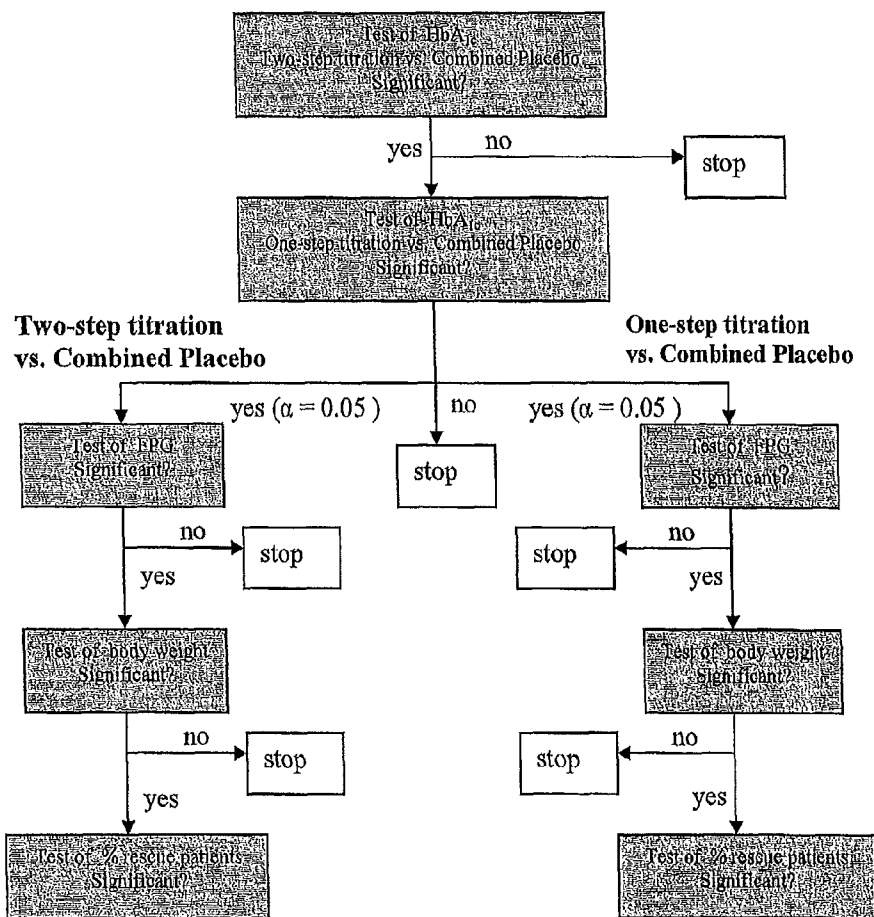 Test of HbA1c
Two-step titration vs. Combined Placebo
Significant?
yes
no
stop
Test of HbA1c
One-step titration vs. Combined Placebo
Significant?
Two-step titration
vs. Combined Placebo
One-step titration
vs. Combined Placebo
yes (α = 0.05 )
no
yes (α = 0.05 )
Test of FPG
Significant?
stop
Test of FPG
Significant?
no
stop
yes
no
stop
yes
Test of body weight
Significant?
Test of body weight
Significant?
no
stop
yes
no
stop
yes
Test of % rescue patients
Significant?
Test of % rescue patients
Significant?